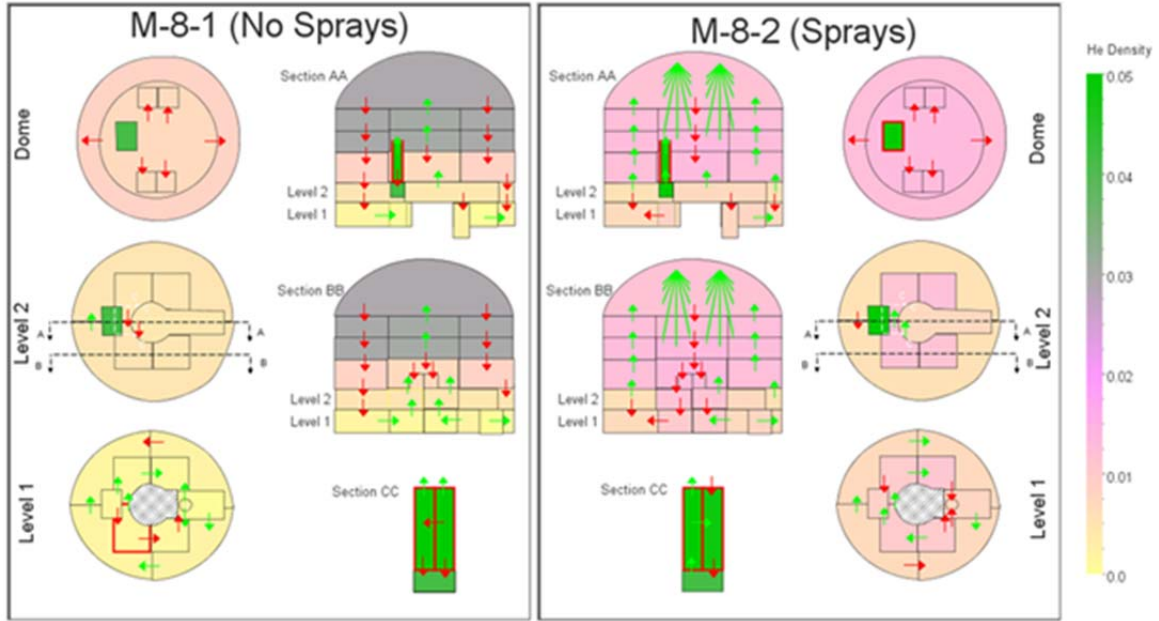 M-8-1 (No Sprays)
Dome
Section AA
Level 2
Level 1
Level 2
A
A
B
B
Section BB
Level 2
Level 1
Level 1
Section CC
M-8-2 (Sprays)
Section AA
Level 2
Level 1
Dome
Section BB
Level 2
Level 1
A
A
B
B
Level 2
Section CC
Level 1
He Density
0.05
0.04
0.03
0.02
0.01
0.0